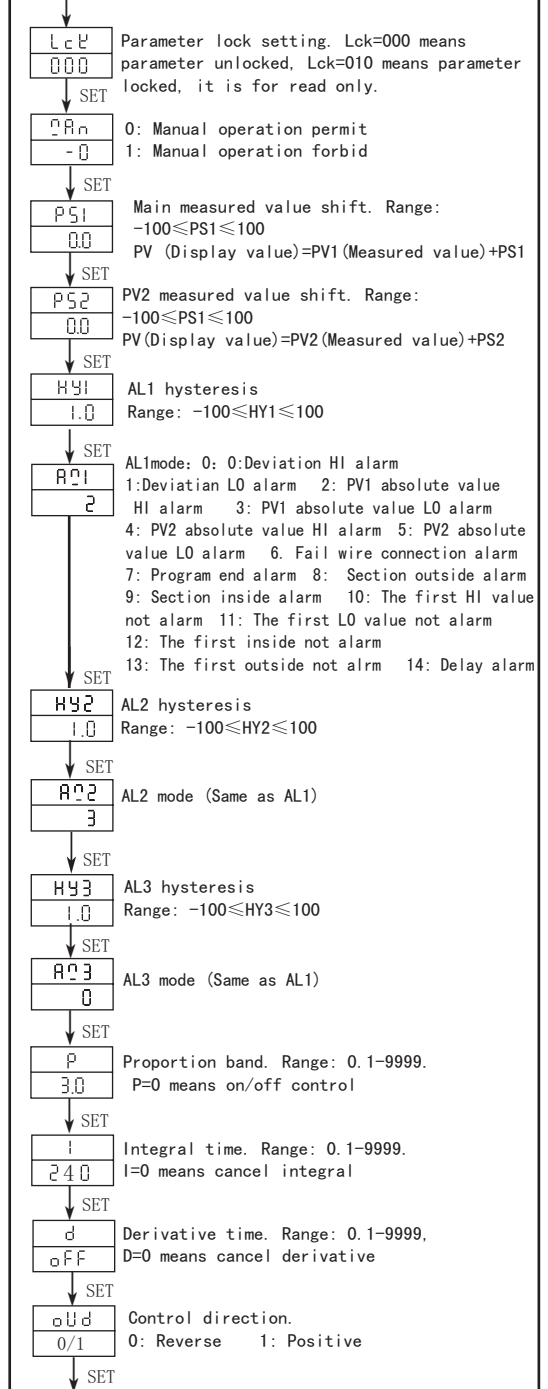 LcK
000
Parameter lock setting. Lck=000 means
parameter unlocked, Lck=010 means parameter
locked, it is for read only.
SET
MAn
-0
0: Manual operation permit
1: Manual operation forbid
SET
PS1
0.0
Main measured value shift. Range:
-100≤PS1≤100
PV (Display value)=PV1(Measured value)+PS1
SET
PS2
0.0
PV2 measured value shift. Range:
-100≤PS1≤100
PV(Display value)=PV2(Measured value)+PS2
SET
HY1
1.0
AL1 hysteresis
Range: -100≤HY1≤100
SET
AM1
2
AL1mode: 0: 0:Deviation HI alarm
1:Deviatian LO alarm 2: PV1 absolute value
HI alarm 3: PV1 absolute value LO alarm
4: PV2 absolute value HI alarm 5: PV2 absolute
value LO alarm 6. Fail wire connection alarm
7: Program end alarm 8: Section outside alarm
9: Section inside alarm 10: The first HI value
not alarm 11: The first LO value not alarm
12: The first inside not alarm
13: The first outside not alrm 14: Delay alarm
SET
HY2
1.0
AL2 hysteresis
Range: -100≤HY2≤100
SET
AM2
3
AL2 mode (Same as AL1)
SET
HY3
1.0
AL3 hysteresis
Range: -100≤HY3≤100
SET
AM3
0
AL3 mode (Same as AL1)
SET
P
3.0
Proportion band. Range: 0.1-9999.
P=0 means on/off control
SET
I
240
Integral time. Range: 0.1-9999.
I=0 means cancel integral
SET
d
oFF
Derivative time. Range: 0.1-9999,
D=0 means cancel derivative
SET
oUd
0/1
Control direction.
0: Reverse 1: Positive
SET